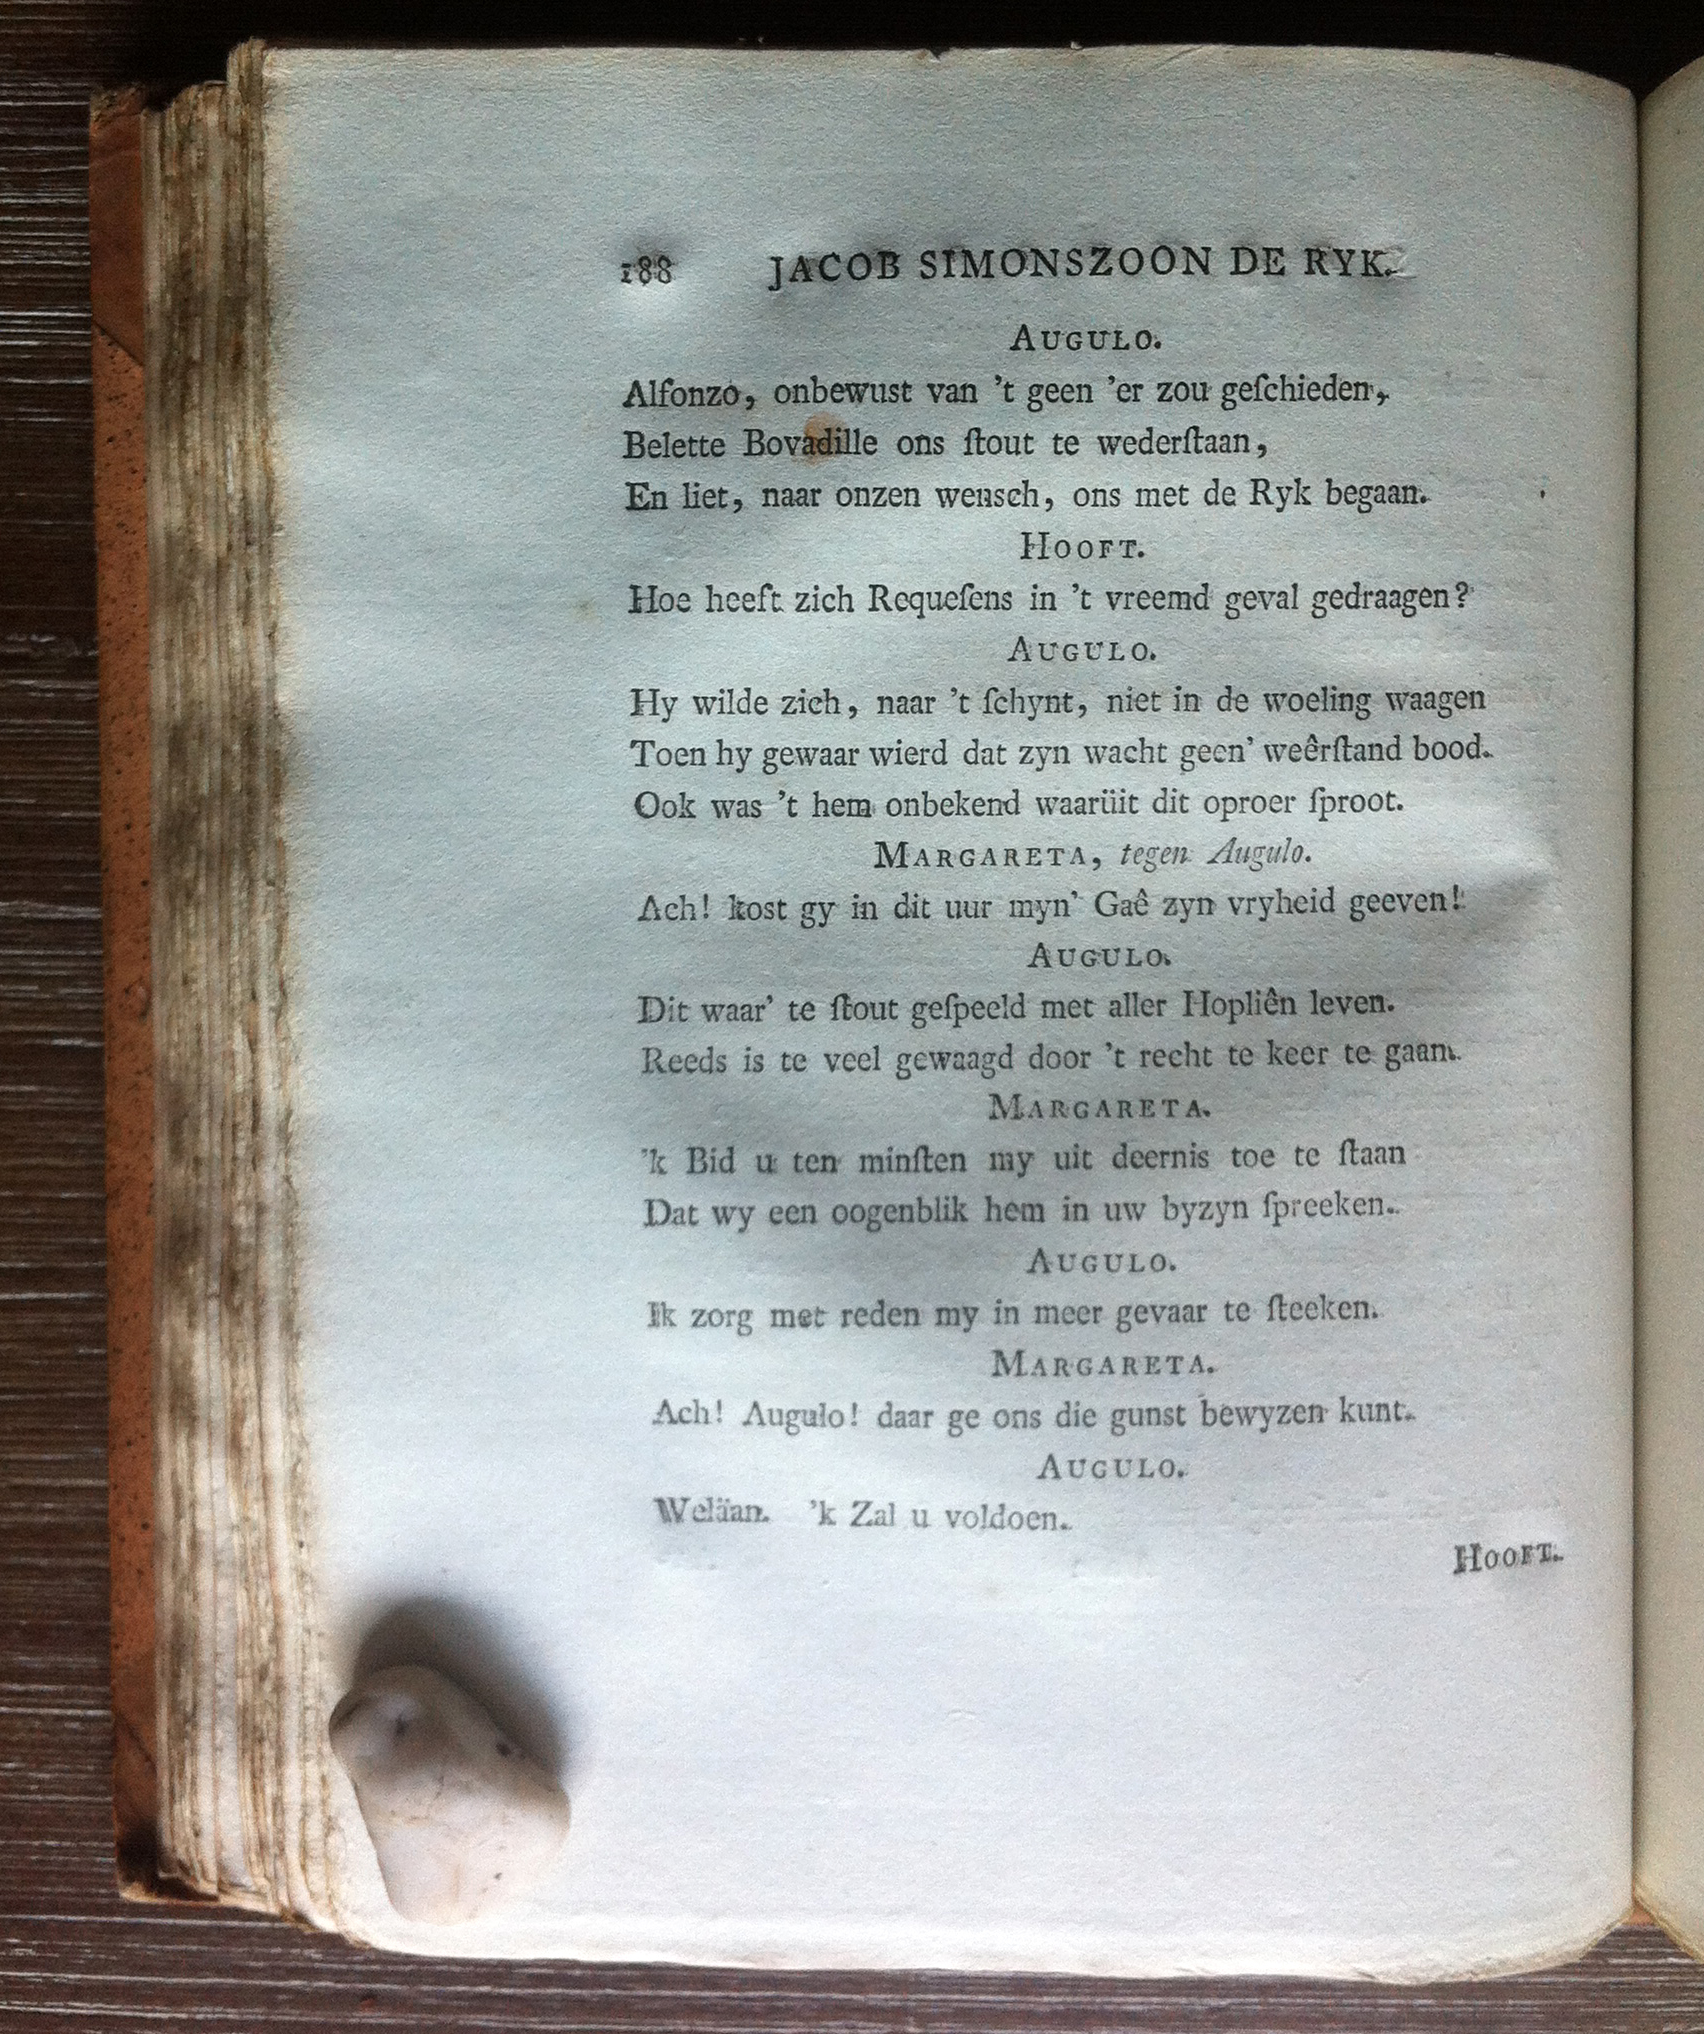 188 JACOB SIMONSZOON DE RYK.
AUGULO.
Alfonzo, onbewust van 't geen 'er zou geſchieden,
Belette Bovadille ons ſtout te wederſtaan,
En liet, naar onzen wensch, ons met de Ryk begaan.
HOOFT.
Hoe heeft zich Requeſens in 't vreemd geval gedraagen?
AUGULO.
Hy wilde zich, naar 't ſchynt, niet in de woeling waagen
Toen hy gewaar wierd dat zyn wacht geen' weêrſtand bood.
Ook was 't hem onbekend waarüit dit oproer ſproot.
MARGARETA, tegen Augulo.
Ach! kost gy in dit uur myn' Gaê zyn vryheid geeven!
AUGULO.
Dit waar' te ſtout geſpeeld met aller Hopliên leven.
Reeds is te veel gewaagd door 't recht te keer te gaan.
MARGARETA.
'k Bid u ten minſten my uit deernis toe te ſtaan
Dat wy een oogenblik hem in uw byzyn ſpreeken.
AUGULO.
Ik zorg met reden my in meer gevaar te ſteeken.
MARGARETA.
Ach! Augulo! daar ge ons die gunst bewyzen kunt.
AUGULO.
Weläan. 'k Zal u voldoen.
HOOFT.